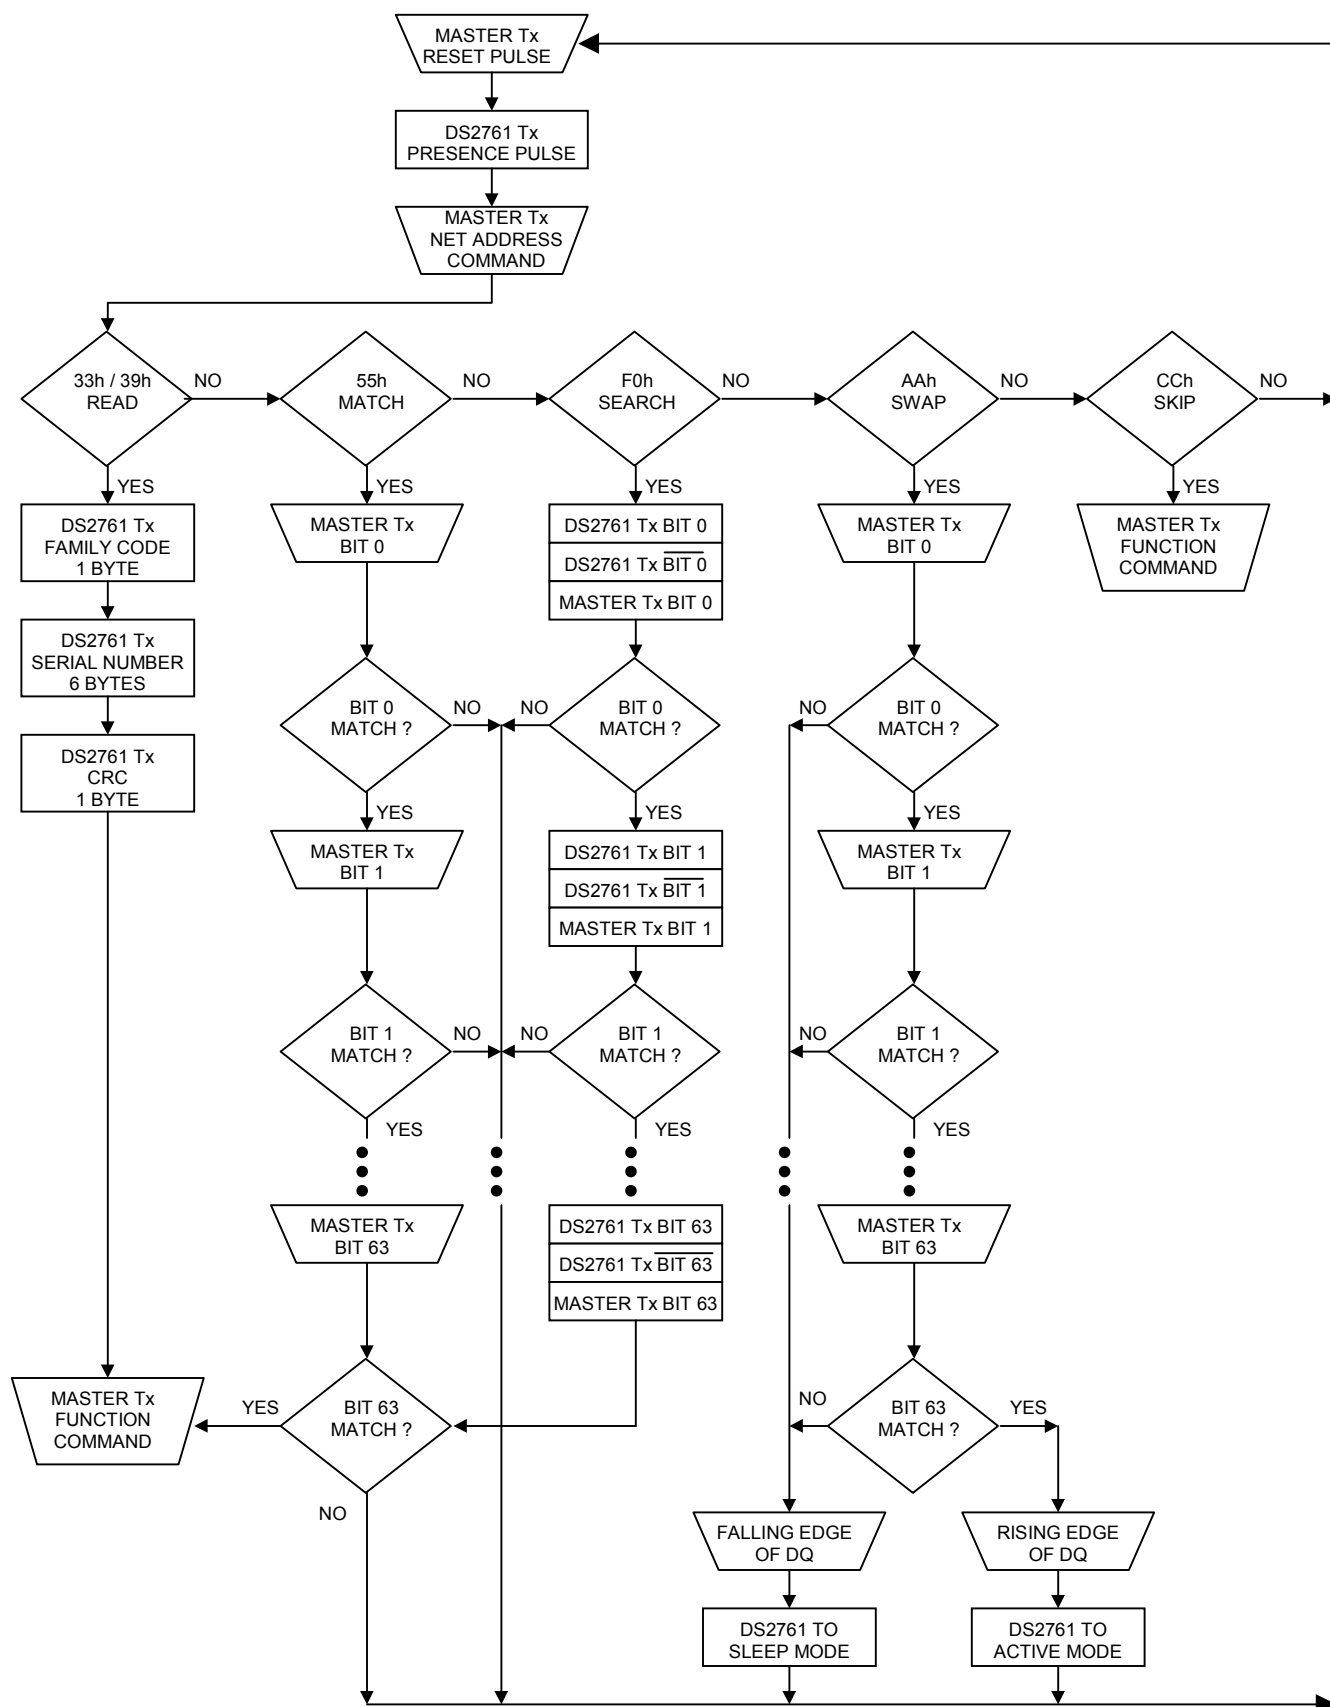 MASTER Tx
RESET PULSE
DS2761 Tx
PRESENCE PULSE
MASTER Tx
NET ADDRESS
COMMAND
33h / 39h
READ
NO
55h
MATCH
NO
F0h
SEARCH
NO
AAh
SWAP
NO
CCh
SKIP
NO
YES
YES
YES
YES
YES
DS2761 Tx
FAMILY CODE
1 BYTE
MASTER Tx
BIT 0
DS2761 Tx BIT 0
DS2761 Tx B̅I̅T̅ ̅0̅
MASTER Tx BIT 0
MASTER Tx
BIT 0
MASTER Tx
FUNCTION
COMMAND
DS2761 Tx
SERIAL NUMBER
6 BYTES
DS2761 Tx
CRC
1 BYTE
BIT 0
MATCH ?
NO
NO
BIT 0
MATCH ?
NO
BIT 0
MATCH ?
YES
YES
YES
MASTER Tx
BIT 1
DS2761 Tx BIT 1
DS2761 Tx B̅I̅T̅ ̅1̅
MASTER Tx BIT 1
MASTER Tx
BIT 1
BIT 1
MATCH ?
NO
NO
BIT 1
MATCH ?
NO
BIT 1
MATCH ?
YES
YES
YES
MASTER Tx
BIT 63
DS2761 Tx BIT 63
DS2761 Tx B̅I̅T̅ ̅6̅3̅
MASTER Tx BIT 63
MASTER Tx
BIT 63
MASTER Tx
FUNCTION
COMMAND
YES
BIT 63
MATCH ?
NO
NO
BIT 63
MATCH ?
YES
FALLING EDGE
OF DQ
RISING EDGE
OF DQ
DS2761 TO
SLEEP MODE
DS2761 TO
ACTIVE MODE